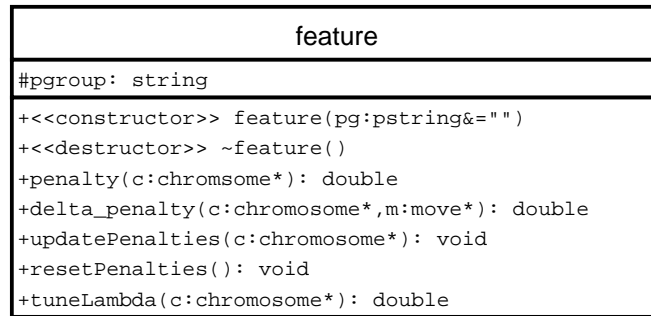 feature
#pgroup: string
+<<constructor>> feature(pg:pstring&="")
+<<destructor>> ~feature()
+penalty(c:chromsome*): double
+delta_penalty(c:chromosome*,m:move*): double
+updatePenalties(c:chromosome*): void
+resetPenalties(): void
+tuneLambda(c:chromosome*): double